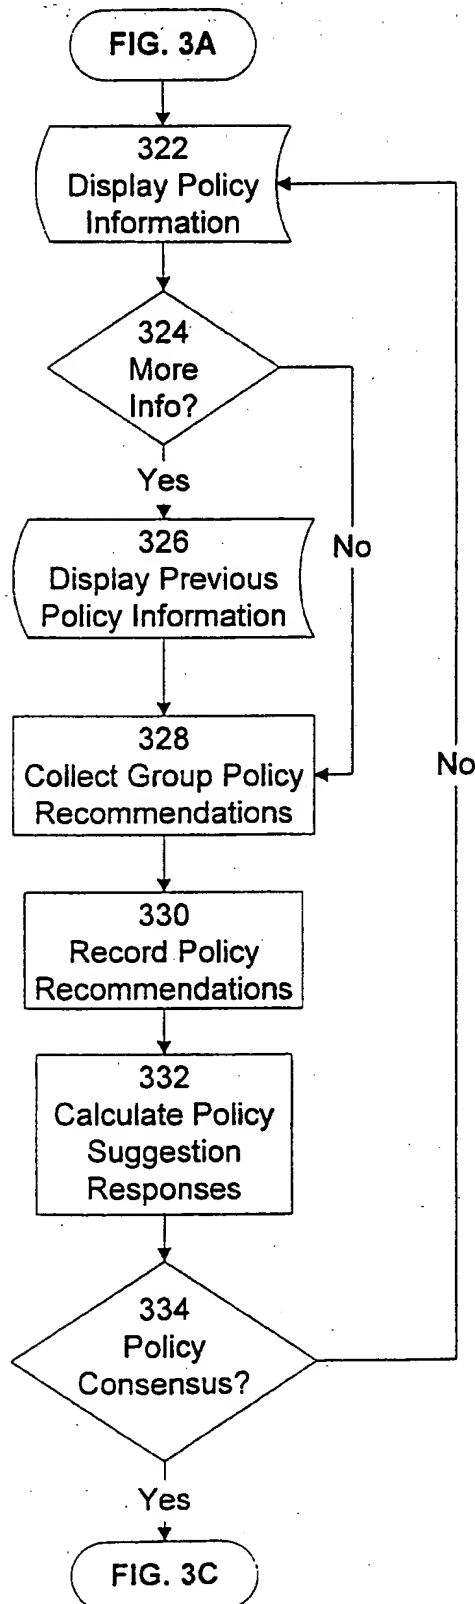 FIG. 3A
322
Display Policy
Information
324
More
Info?
Yes
326
Display Previous
Policy Information
No
328
Collect Group Policy
Recommendations
No
330
Record Policy
Recommendations
332
Calculate Policy
Suggestion
Responses
334
Policy
Consensus?
Yes
FIG. 3C